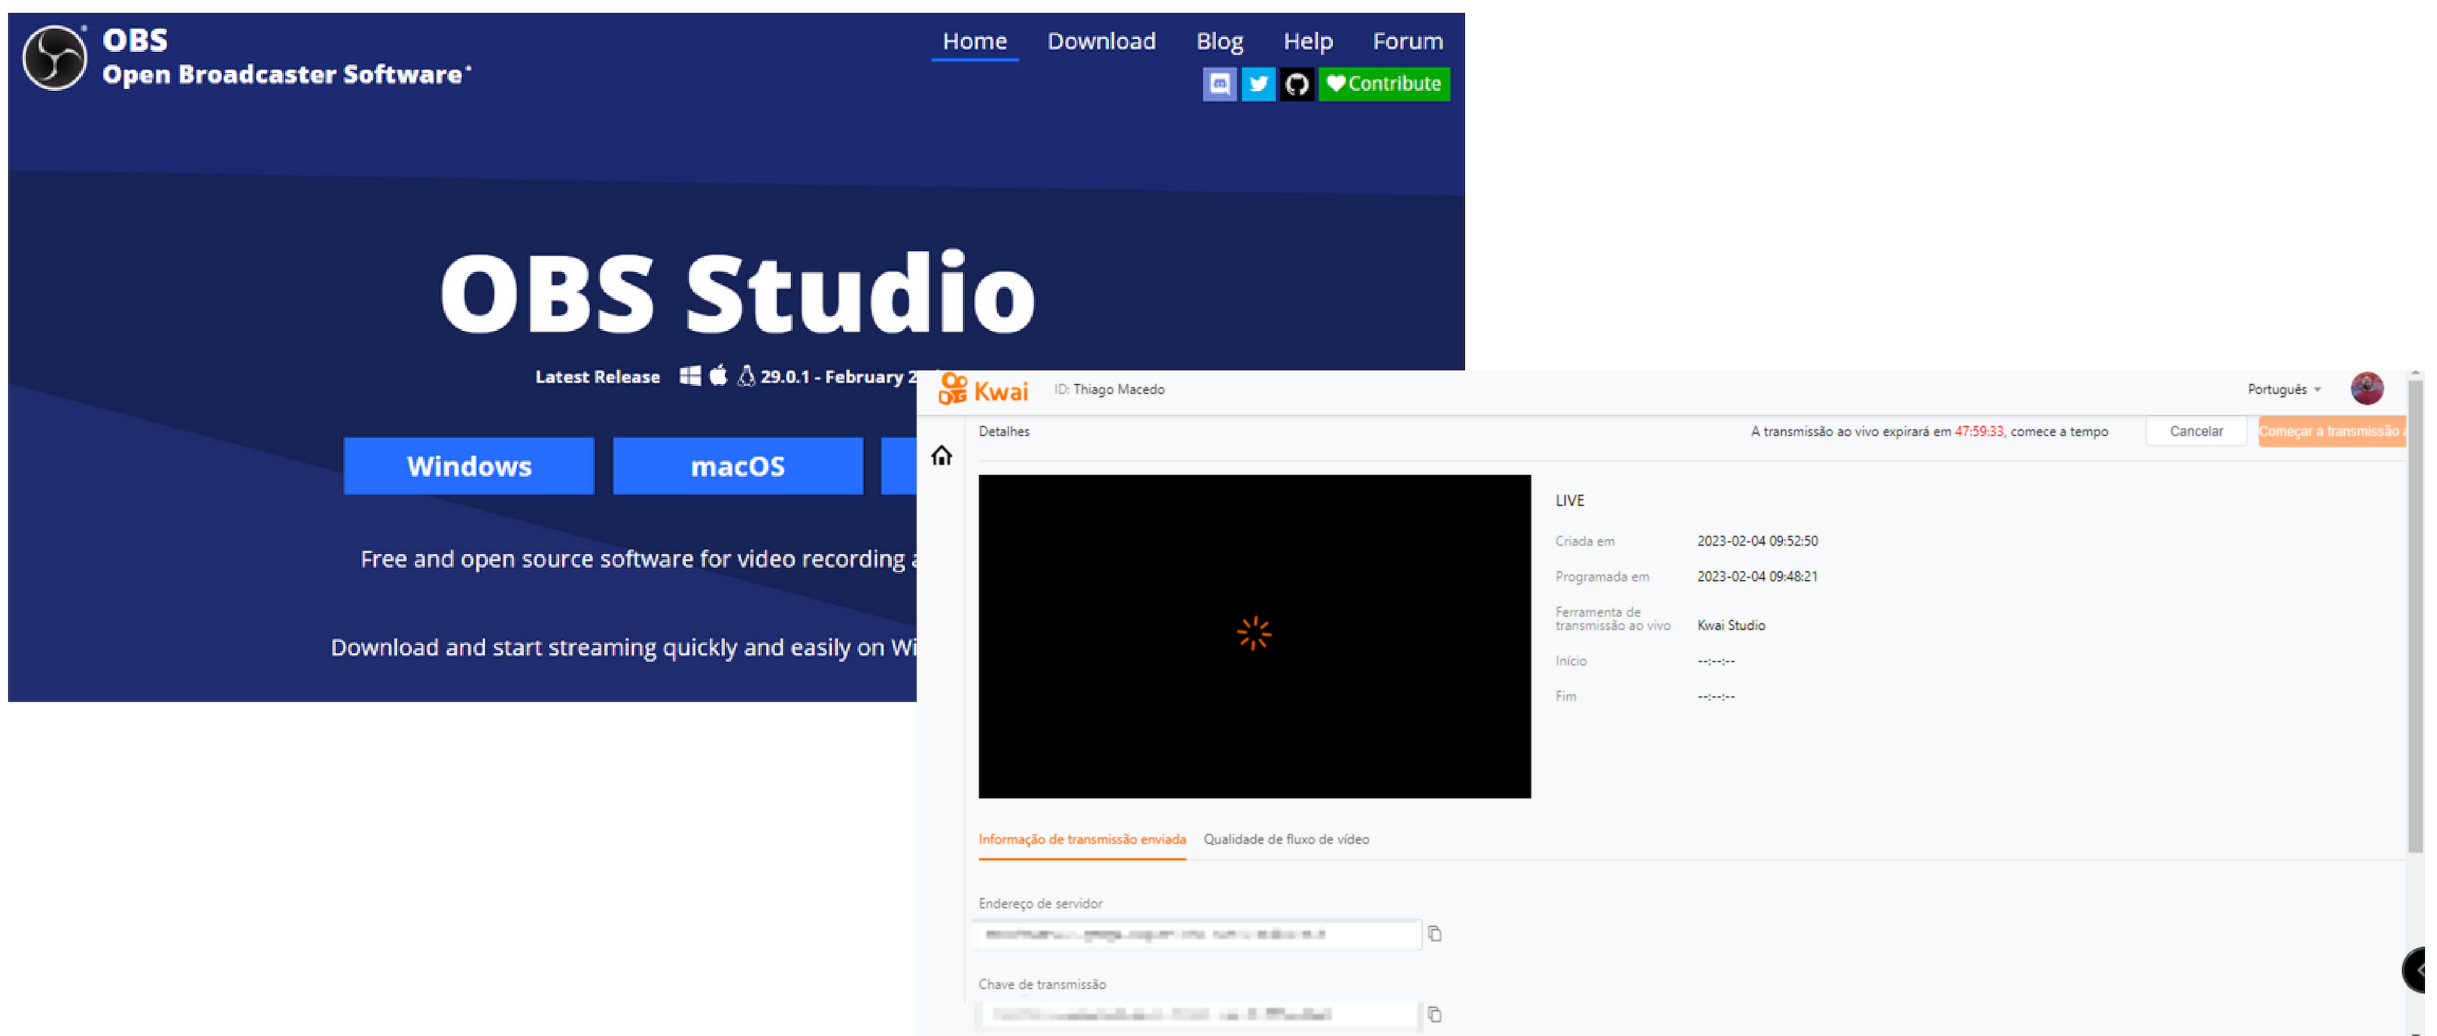 OBS
Open Broadcaster Software
Home Download Blog Help Forum
Contribute
OBS Studio
Latest Release 29.0.1 - February
Windows macOS
Free and open source software for video recording
Download and start streaming quickly and easily on
Kwai ID: Thiago Macedo Português
Detalhes A transmissão ao vivo expirará em 47:59:33, comece a tempo Cancelar Começar a transmissão
LIVE
Criada em 2023-02-04 09:52:50
Programada em 2023-02-04 09:48:21
Ferramenta de
transmissão ao vivo Kwai Studio
Início --:--:--
Fim --:--:--
Informação de transmissão enviada Qualidade de fluxo de vídeo
Endereço de servidor
Chave de transmissão